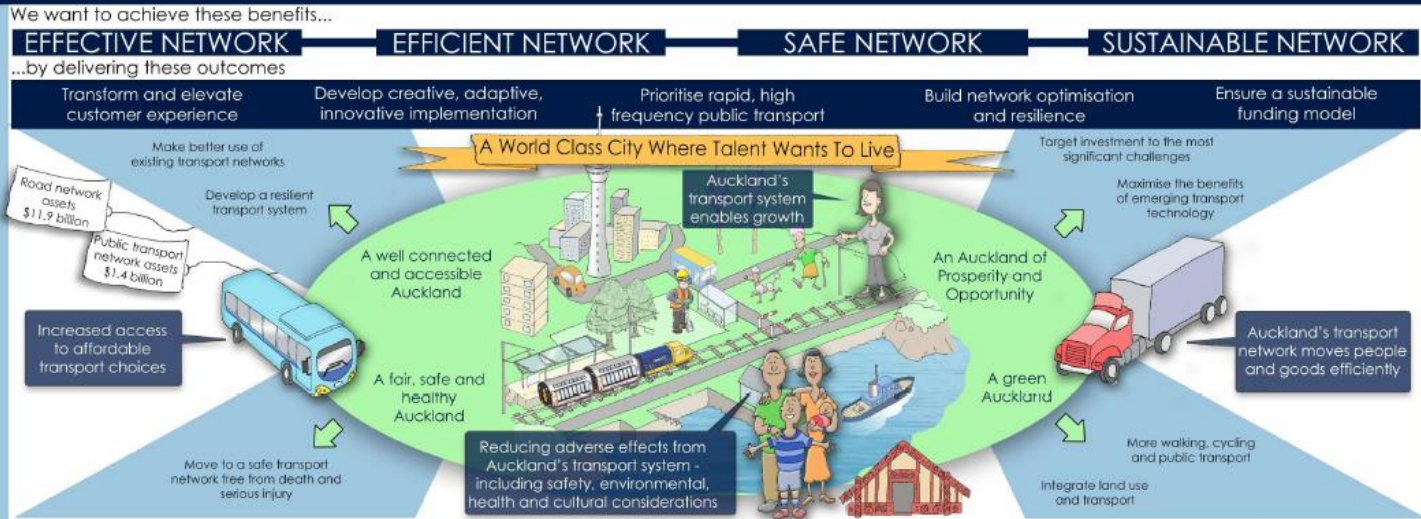 We want to achieve these benefits...
EFFECTIVE NETWORK
EFFICIENT NETWORK
SAFE NETWORK
SUSTAINABLE NETWORK
...by delivering these outcomes
Transform and elevate
customer experience
Develop creative, adaptive,
innovative implementation
Prioritise rapid, high
frequency public transport
Build network optimisation
and resilience
Ensure a sustainable
funding model
A World Class City Where Talent Wants To Live
Make better use of
existing transport networks
Develop a resilient
transport system
Road network
assets
$11.9 billion
Public transport
network assets
$1.4 billion
Increased access
to affordable
transport choices
Move to a safe transport
network free from death and
serious injury
A well connected
and accessible
Auckland
A fair, safe and
healthy
Auckland
Auckland's
transport system
enables growth
Reducing adverse effects from
Auckland's transport system -
including safety, environmental,
health and cultural considerations
An Auckland of
Prosperity and
Opportunity
A green
Auckland
Target investment to the most
significant challenges
Maximise the benefits
of emerging transport
technology
Auckland's transport
network moves people
and goods efficiently
More walking, cycling
and public transport
Integrate land use
and transport